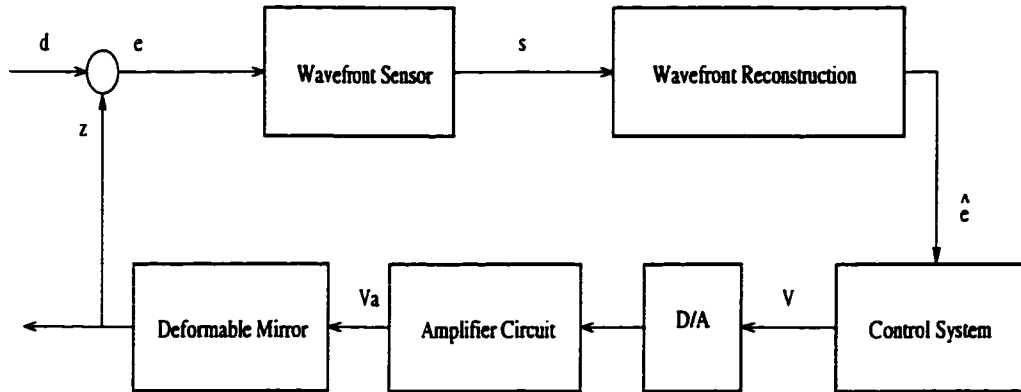 d
e
Wavefront Sensor
s
Wavefront Reconstruction
z
ê
Deformable Mirror
Va
Amplifier Circuit
D/A
V
Control System